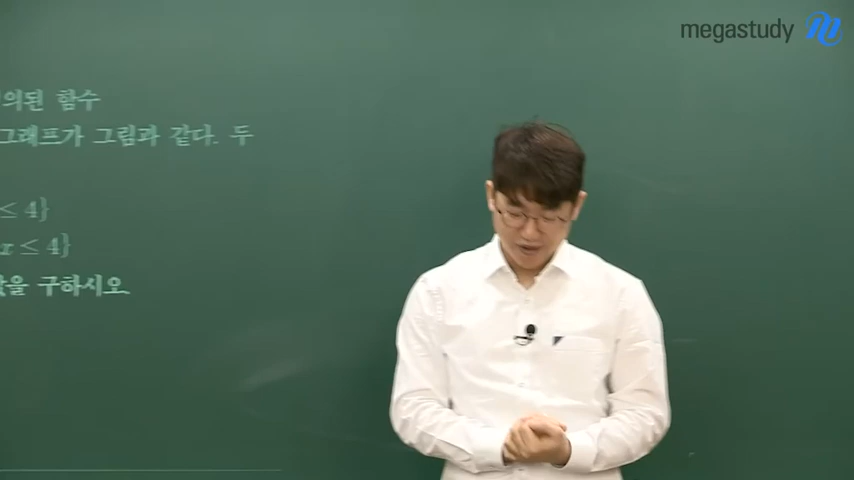 megastudy
의된 함수
그래프가 그림과 같다. 두
≤ 4}
x ≤ 4}
값을 구하시오.